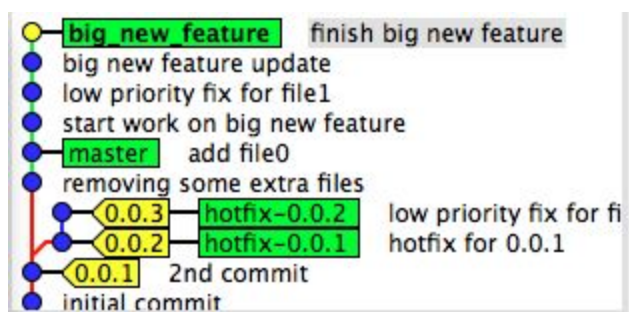 big_new_feature finish big new feature
big new feature update
low priority fix for file1
start work on big new feature
master add file0
removing some extra files
0.0.3 hotfix-0.0.2 low priority fix for fi
0.0.2 hotfix-0.0.1 hotfix for 0.0.1
0.0.1 2nd commit
initial commit